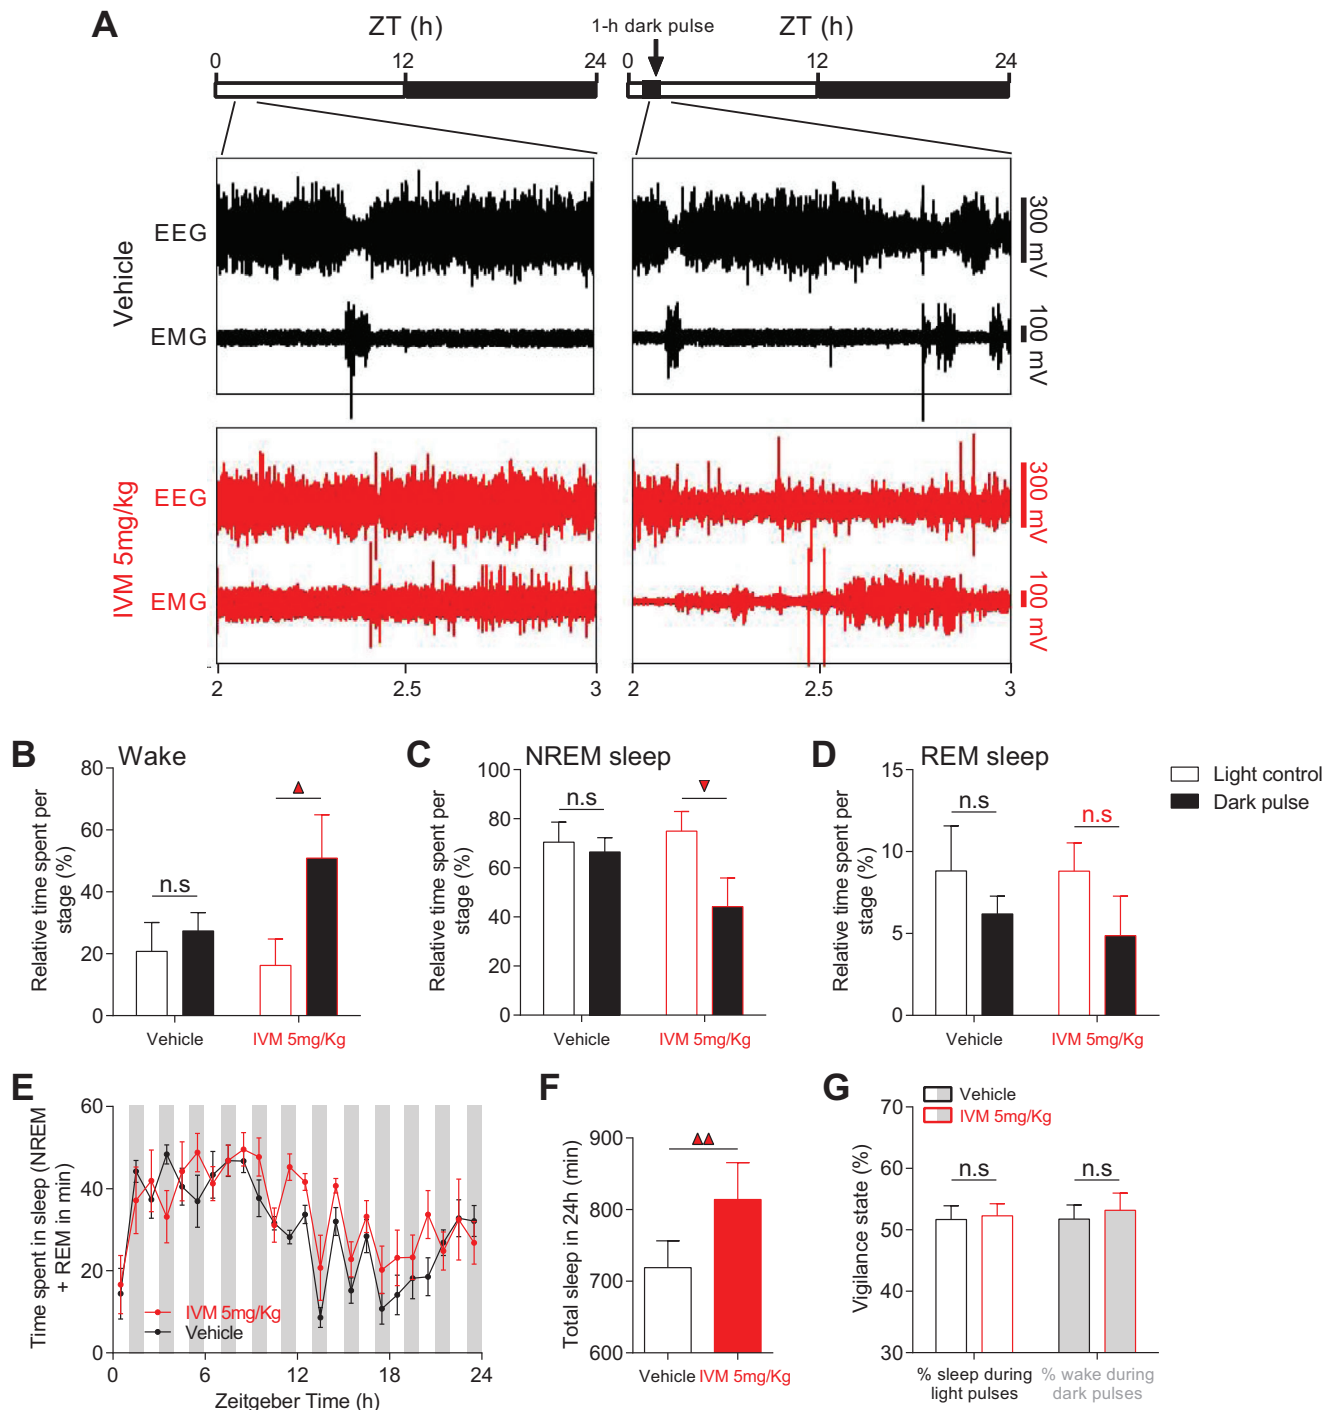 A
ZT (h)
1-h dark pulse
ZT (h)
0
12
24
0
12
24
Vehicle
EEG
EMG
300 mV
100 mV
IVM 5mg/kg
EEG
EMG
300 mV
100 mV
2
2.5
3
2
2.5
3
B
Wake
Relative time spent per
stage (%)
80
60
40
20
0
n.s
Vehicle
IVM 5mg/Kg
C
NREM sleep
Relative time spent per
stage (%)
100
80
60
40
20
0
n.s
Vehicle
IVM 5mg/Kg
D
REM sleep
Relative time spent per
stage (%)
15
10
5
0
n.s
n.s
Vehicle
IVM 5mg/Kg
Light control
Dark pulse
E
Time spent in sleep (NREM
+ REM in min)
60
40
20
0
IVM 5mg/Kg
Vehicle
0
6
12
18
24
Zeitgeber Time (h)
F
Total sleep in 24h (min)
900
800
700
600
Vehicle
IVM 5mg/Kg
G
Vehicle
IVM 5mg/Kg
Vigilance state (%)
70
60
50
40
30
n.s
n.s
% sleep during
light pulses
% wake during
dark pulses